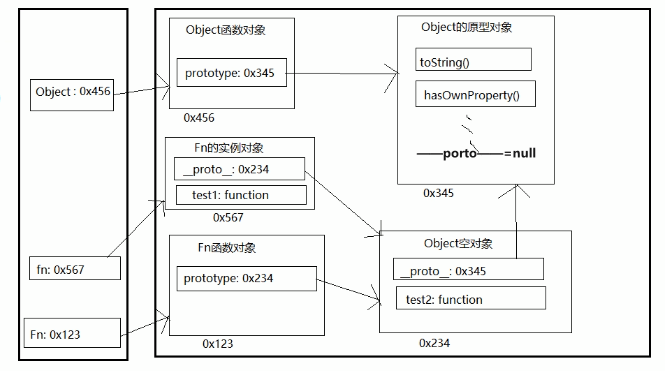 Object : 0x456
fn: 0x567
Fn: 0x123
Object函数对象
prototype: 0x345
0x456
Fn的实例对象
__proto__: 0x234
test1: function
0x567
Fn函数对象
prototype: 0x234
0x123
Object的原型对象
toString()
hasOwnProperty()
——porto——=null
0x345
Object空对象
__proto__: 0x345
test2: function
0x234